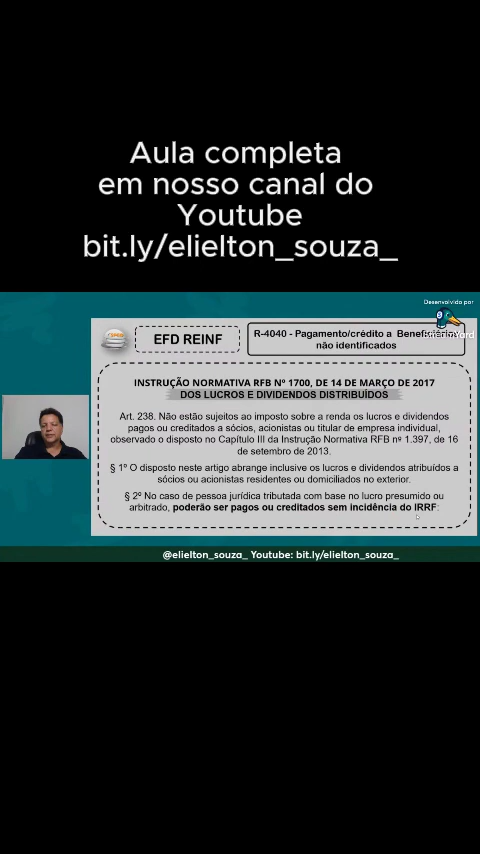 Aula completa
em nosso canal do
Youtube
bit.ly/elielton_souza_
Desenvolvido por
EFD REINF
R-4040 - Pagamento/crédito a
não identificados
INSTRUÇÃO NORMATIVA RFB Nº 1700, DE 14 DE MARÇO DE 2017
DOS LUCROS E DIVIDENDOS DISTRIBUÍDOS
Art. 238. Não estão sujeitos ao imposto sobre a renda os lucros e dividendos
pagos ou creditados a sócios, acionistas ou titular de empresa individual,
observado o disposto no Capítulo III da Instrução Normativa RFB nº 1.397, de 16
de setembro de 2013.
§ 1º O disposto neste artigo abrange inclusive os lucros e dividendos atribuídos a
sócios ou acionistas residentes ou domiciliados no exterior.
§ 2º No caso de pessoa jurídica tributada com base no lucro presumido ou
arbitrado, poderão ser pagos ou creditados sem incidência do IRRF:
@elielton_souza_ Youtube: bit.ly/elielton_souza_